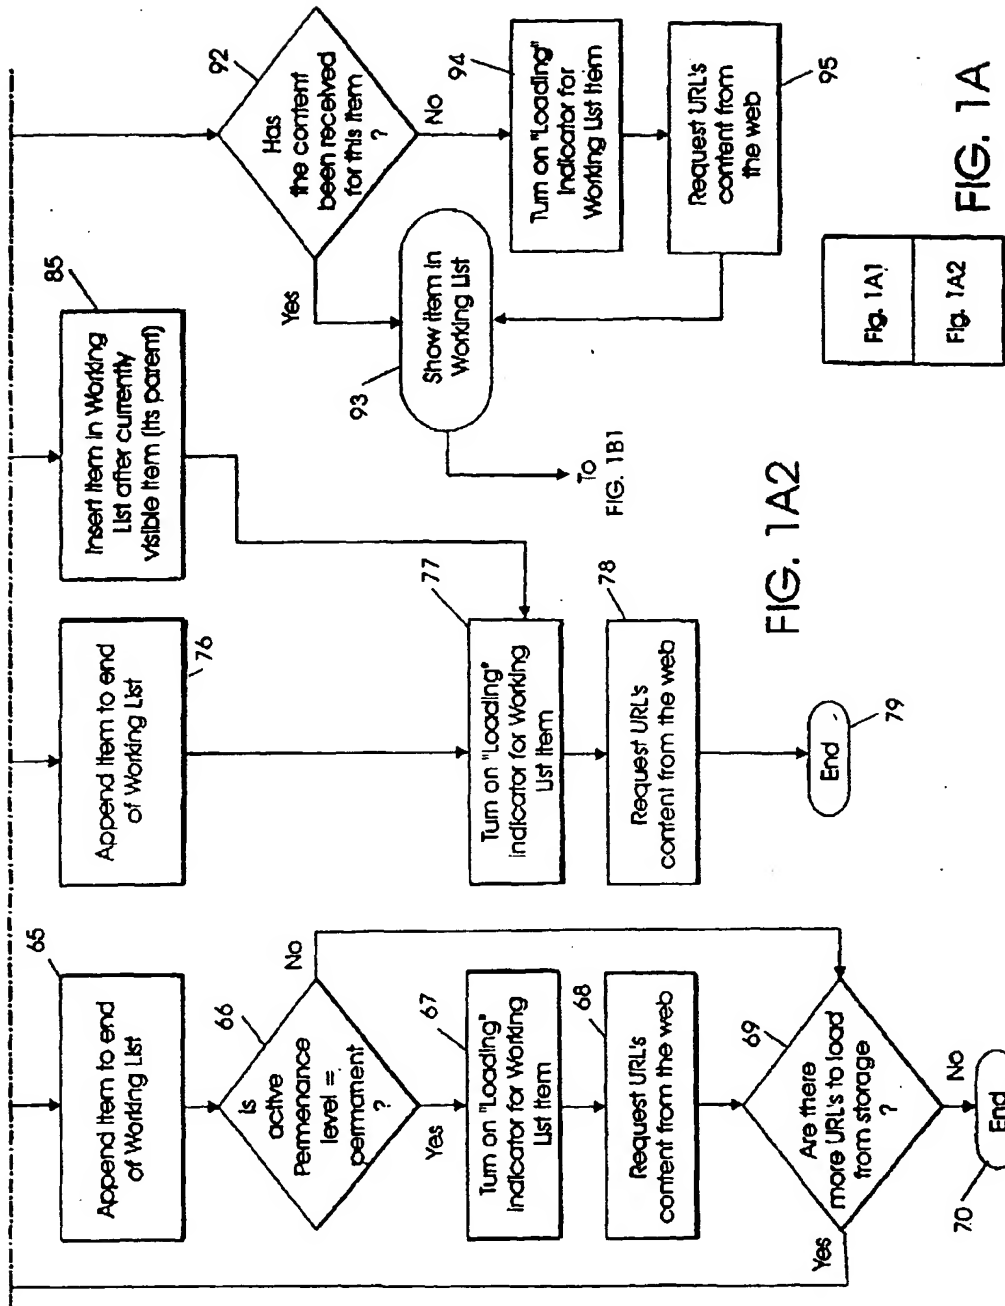 65
Append Item to end
of Working List
66
Is
active
Permenance
level =
permanent
?
No
Yes
67
Turn on "Loading"
Indicator for Working
List Item
68
Request URL's
content from the web
69
Are there
more URL's to load
from storage
?
Yes
No
70
End
Append Item to end
of Working List
76
77
Turn on "Loading"
Indicator for Working
List Item
78
Request URL's
content from the web
79
End
85
Insert Item in Working
List after currently
visible Item (its parent)
92
Has
the content
been received
for this Item
?
Yes
No
93
Show Item in
Working List
To
FIG. 1B1
94
Turn on "Loading"
Indicator for
Working List Item
95
Request URL's
content from
the web
FIG. 1A2
Fig. 1A1
Fig. 1A2
FIG. 1A